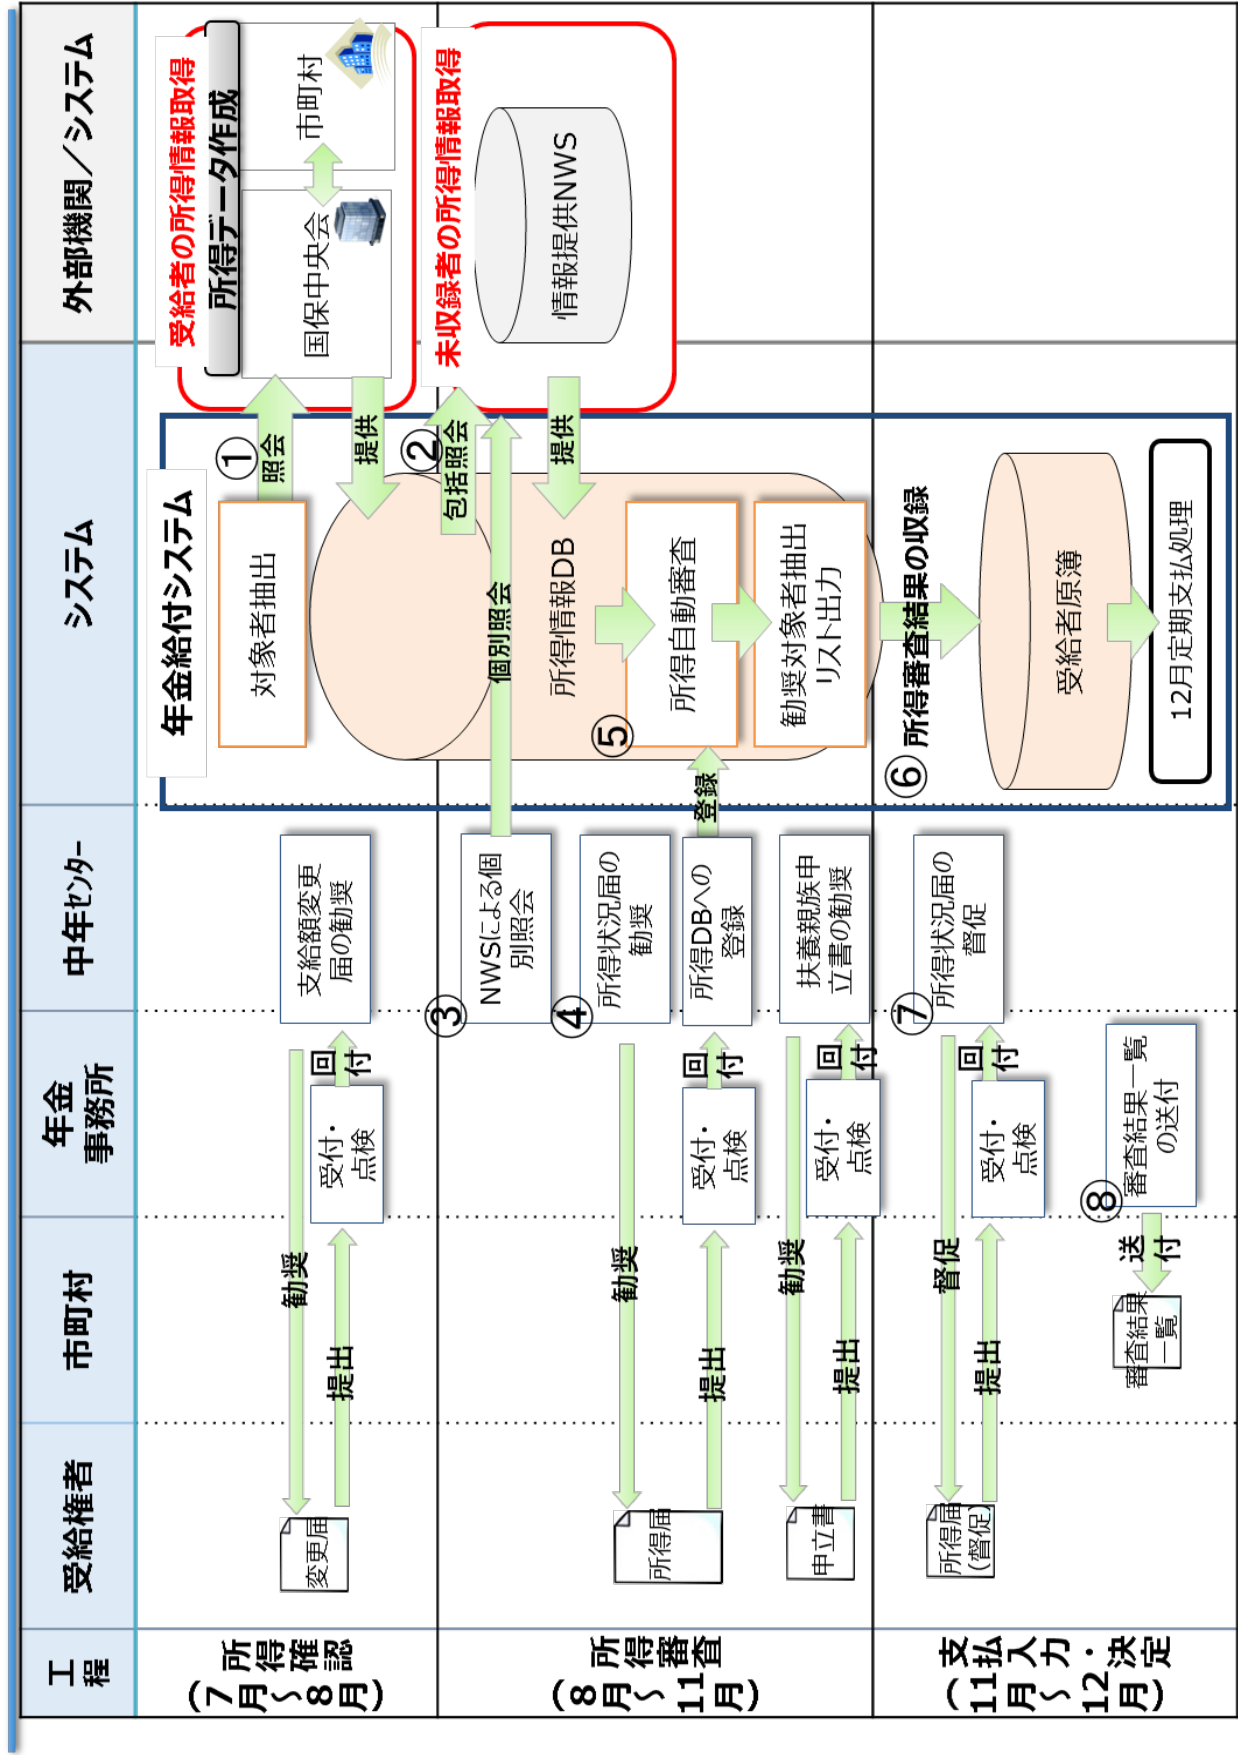 工
程
受給権者
市町村
年金
事務所
中年センター
システム
外部機関／システム
所
得
確
認
（７
月
～
８
月）
変更届
勧奨
提出
受付・
点検
回
付
支給額変更
届の勧奨
年金給付システム
対象者抽出
①
照会
提供
受給者の所得情報取得
所得データ作成
国保中央会
市町村
所
得
審
査
（８
月
～
11
月）
②
包括照会
未収録者の所得情報取得
情報提供NWS
③
NWSによる個
別照会
個別照会
提供
所得情報DB
④
所得状況届の
勧奨
勧奨
所得届
提出
受付・
点検
回
付
所得DBへの
登録
登録
⑤
所得自動審査
勧奨対象者抽出
リスト出力
扶養親族申
立書の勧奨
勧奨
申立書
提出
受付・
点検
回
付
支
払
入
力
・
決
定
（11
月
～
12
月）
⑥
所得審査結果の収録
受給者原簿
12月定期支払処理
⑦
所得状況届の
督促
督促
所得届
（督促）
提出
受付・
点検
回
付
⑧
審査結果一覧
の送付
送
付
審査結果
一覧